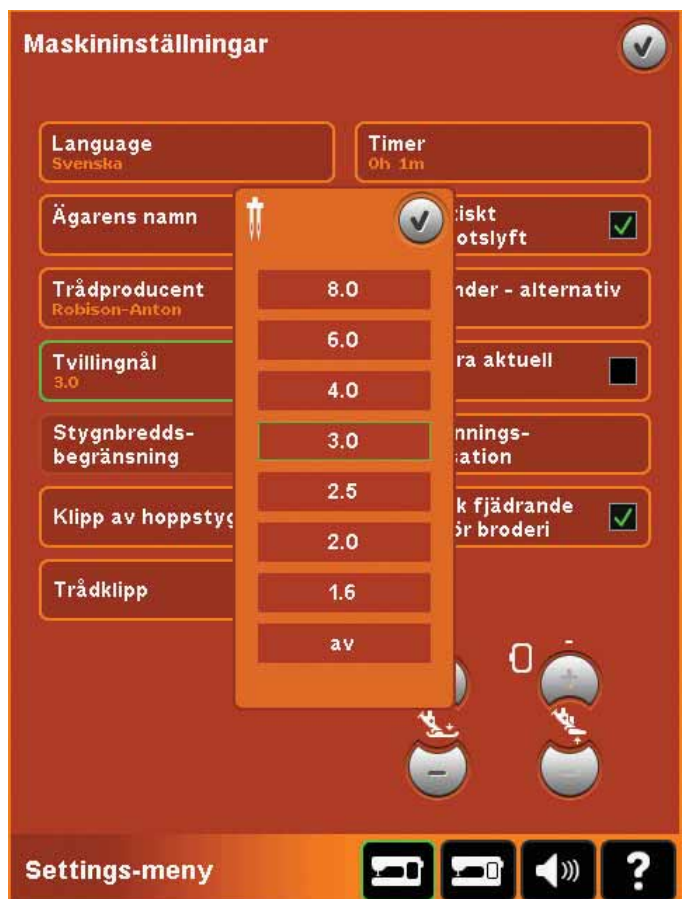 Maskininställningar
Language
Svenska
Timer
0h 1m
Ägarens namn
Trådproducent
Robison-Anton
Tvillingnål
3.0
Stygnbredds-
begränsning
Klipp av hoppstyg
Trådklipp
8.0
6.0
4.0
3.0
2.5
2.0
1.6
av
tiskt
otslyft
nder - alternativ
ra aktuell
nnings-
sation
k fjädrande
ör broderi
-
+
-
Settings-meny
?